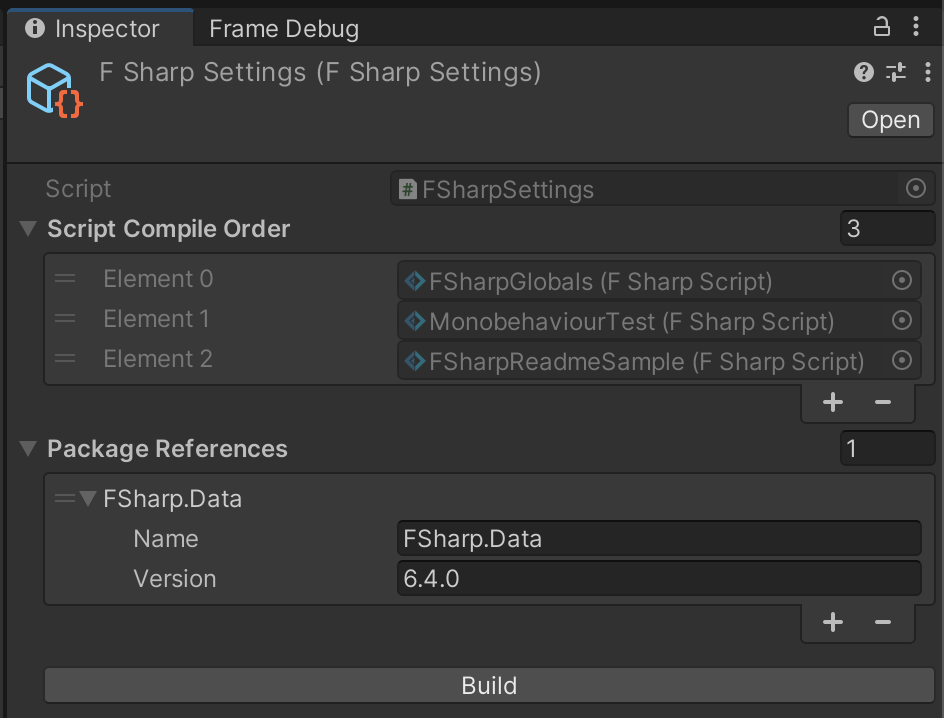 Inspector Frame Debug
F Sharp Settings (F Sharp Settings)
Open
Script FSharpSettings
Script Compile Order 3
Element 0 FSharpGlobals (F Sharp Script)
Element 1 MonobehaviourTest (F Sharp Script)
Element 2 FSharpReadmeSample (F Sharp Script)
Package References 1
FSharp.Data
Name FSharp.Data
Version 6.4.0
Build